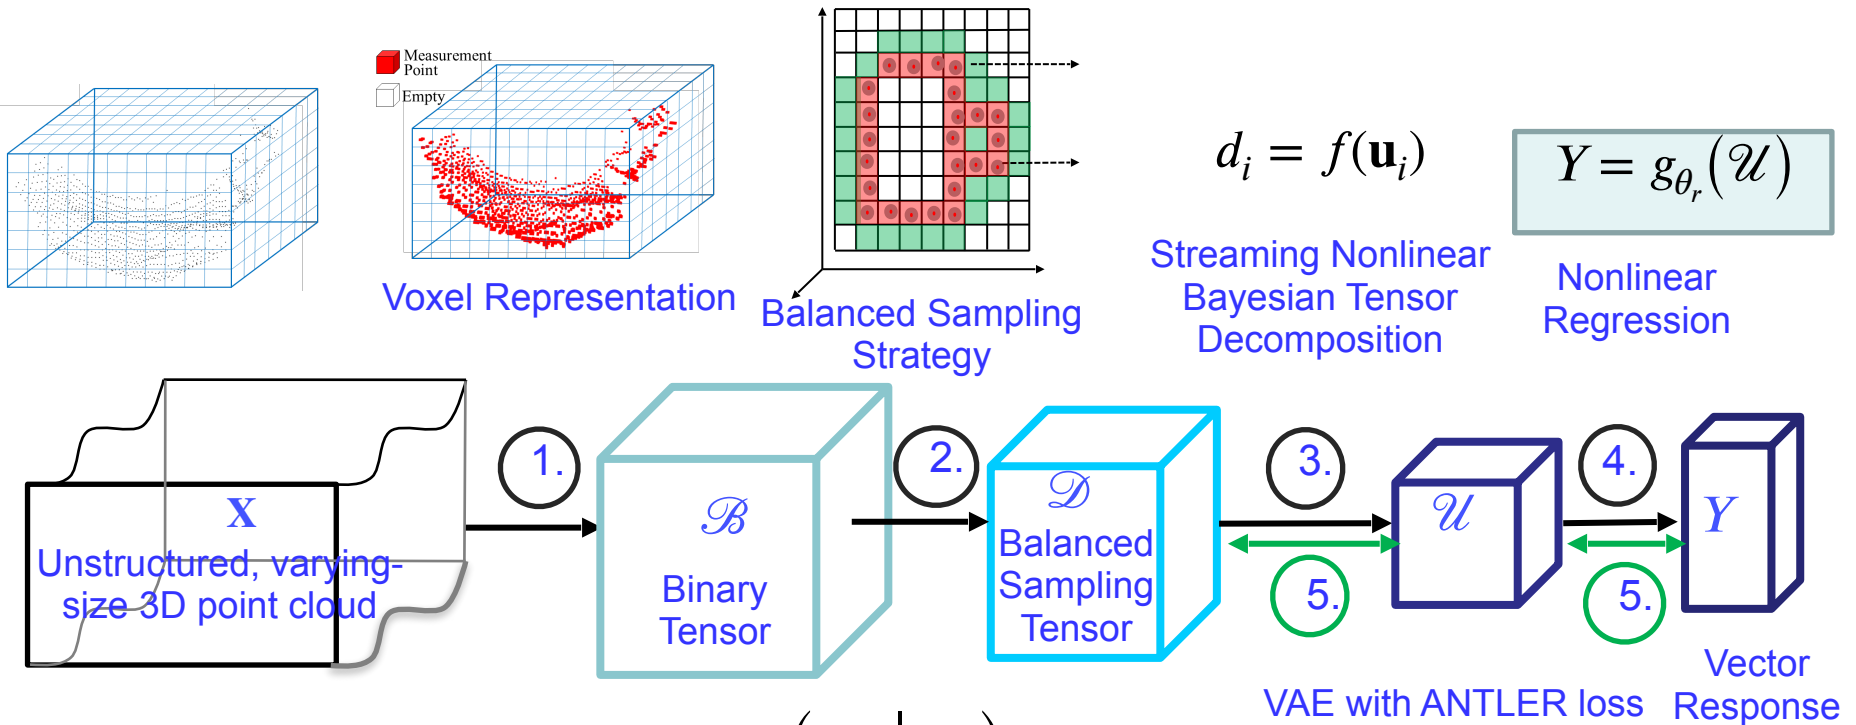 Measurement
Point
Empty
Voxel Representation
Balanced Sampling
Strategy
d_i = f(𝐮_i)
Streaming Nonlinear
Bayesian Tensor
Decomposition
Y = g_{θ_r}(𝒰)
Nonlinear
Regression
X
Unstructured, varying-
size 3D point cloud
1.
ℬ
Binary
Tensor
2.
𝒟
Balanced
Sampling
Tensor
3.
5.
𝒰
4.
5.
Y
VAE with ANTLER loss
Vector
Response